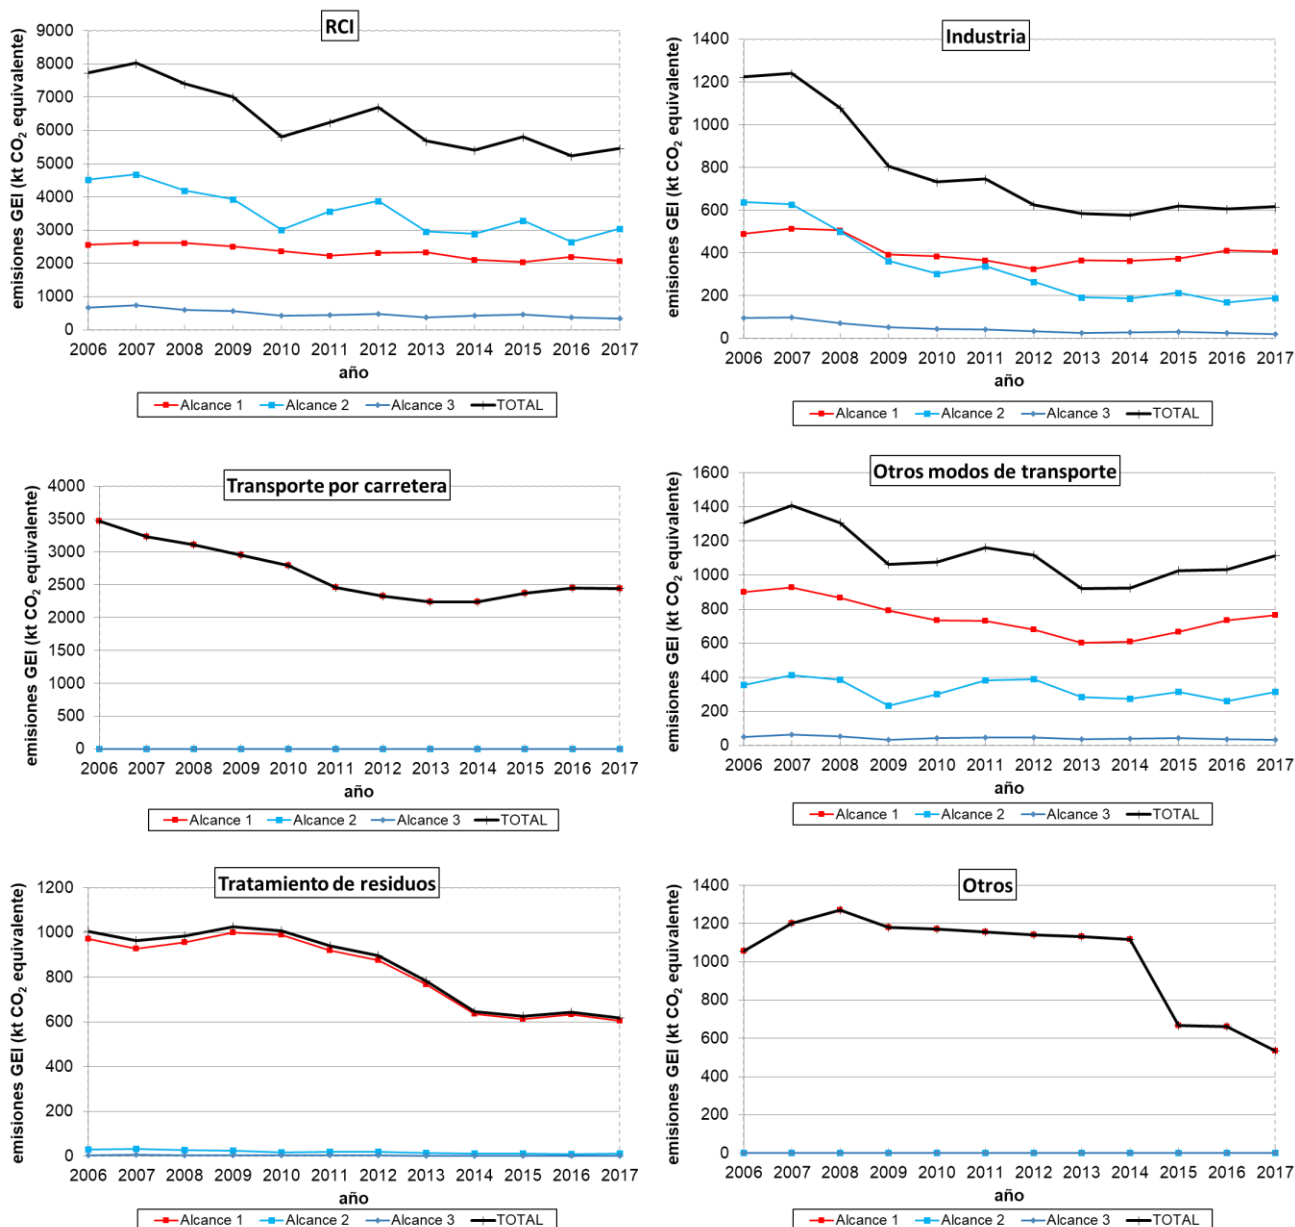 RCI
emisiones GEI (kt CO2 equivalente)
9000
8000
7000
6000
5000
4000
3000
2000
1000
0
2006 2007 2008 2009 2010 2011 2012 2013 2014 2015 2016 2017
año
Alcance 1 Alcance 2 Alcance 3 TOTAL
Industria
emisiones GEI (kt CO2 equivalente)
1400
1200
1000
800
600
400
200
0
2006 2007 2008 2009 2010 2011 2012 2013 2014 2015 2016 2017
año
Alcance 1 Alcance 2 Alcance 3 TOTAL
Transporte por carretera
emisiones GEI (kt CO2 equivalente)
4000
3500
3000
2500
2000
1500
1000
500
0
2006 2007 2008 2009 2010 2011 2012 2013 2014 2015 2016 2017
año
Alcance 1 Alcance 2 Alcance 3 TOTAL
Otros modos de transporte
emisiones GEI (kt CO2 equivalente)
1600
1400
1200
1000
800
600
400
200
0
2006 2007 2008 2009 2010 2011 2012 2013 2014 2015 2016 2017
año
Alcance 1 Alcance 2 Alcance 3 TOTAL
Tratamiento de residuos
emisiones GEI (kt CO2 equivalente)
1200
1000
800
600
400
200
0
2006 2007 2008 2009 2010 2011 2012 2013 2014 2015 2016 2017
año
Alcance 1 Alcance 2 Alcance 3 TOTAL
Otros
emisiones GEI (kt CO2 equivalente)
1400
1200
1000
800
600
400
200
0
2006 2007 2008 2009 2010 2011 2012 2013 2014 2015 2016 2017
año
Alcance 1 Alcance 2 Alcance 3 TOTAL